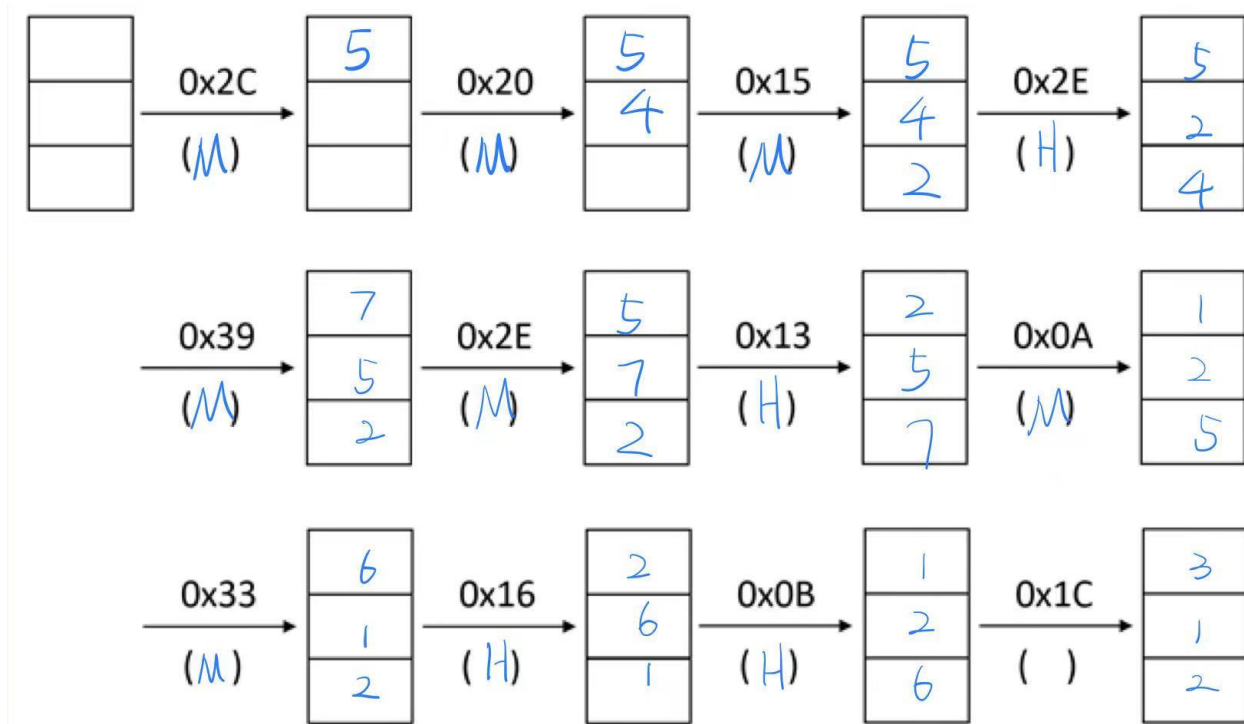 0x2C 0x20 0x15 0x2E
(M) (M) (M) (H)
5 5 5 5
4 4 2
2 4
0x39 0x2E 0x13 0x0A
(M) (M) (H) (M)
7 5 2 1
5 7 5 2
2 2 7 5
0x33 0x16 0x0B 0x1C
(M) (H) (H) ( )
6 2 1 3
1 6 2 1
2 1 6 2